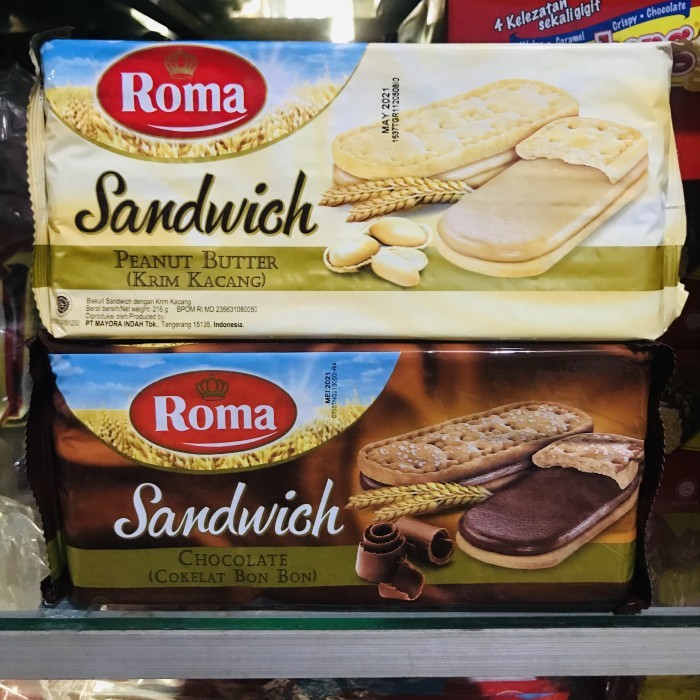 4 Kelezatan
sekali gigit
Crispy • Chocolate
Caramel
Roma
MAY 2021
Sandwich
PEANUT BUTTER
(KRIM KACANG)
Biskuit Sandwich dengan Krim Kacang
Berat bersih/Net weight: 216 g BPOM RI MD 235631080050
Diproduksi oleh/Produced by:
PT MAYORA INDAH Tbk., Tangerang 15135, Indonesia.
Roma
MEI 2021
Sandwich
CHOCOLATE
(COKELAT BON BON)